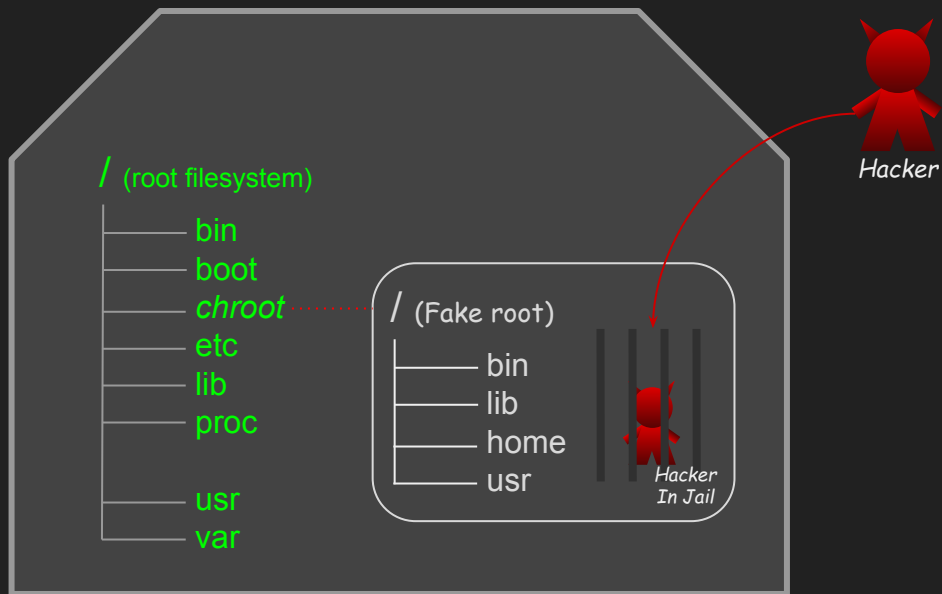 Hacker
/ (root filesystem)
bin
boot
chroot
etc
lib
proc
usr
var
/ (Fake root)
bin
lib
home
usr
Hacker
In Jail